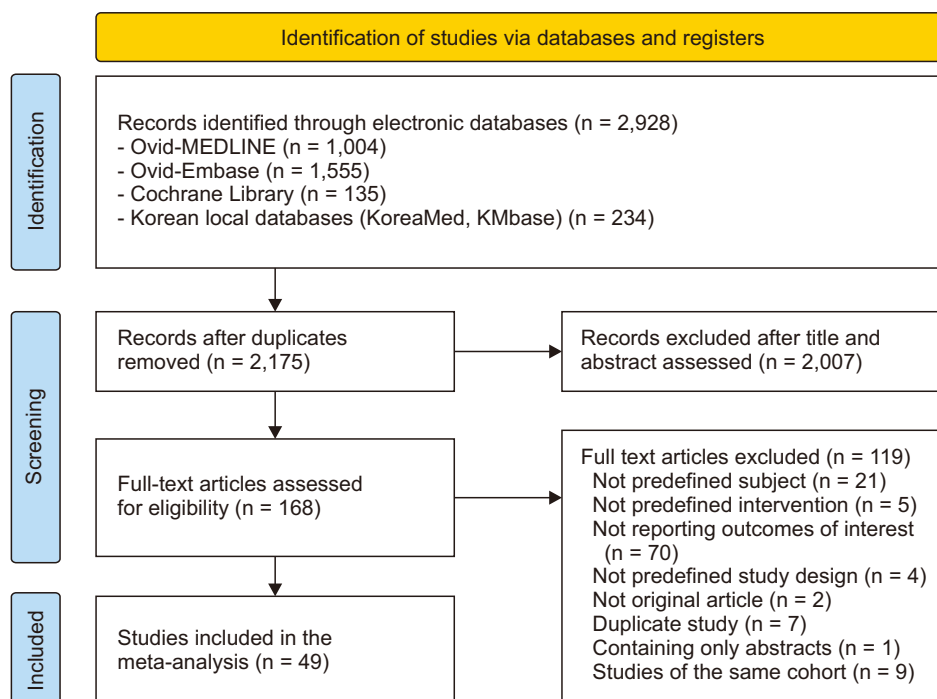 Identification of studies via databases and registers
Identification
Records identified through electronic databases (n = 2,928)
- Ovid-MEDLINE (n = 1,004)
- Ovid-Embase (n = 1,555)
- Cochrane Library (n = 135)
- Korean local databases (KoreaMed, KMbase) (n = 234)
Screening
Records after duplicates
removed (n = 2,175)
Records excluded after title and
abstract assessed (n = 2,007)
Full-text articles assessed
for eligibility (n = 168)
Full text articles excluded (n = 119)
Not predefined subject (n = 21)
Not predefined intervention (n = 5)
Not reporting outcomes of interest
(n = 70)
Not predefined study design (n = 4)
Not original article (n = 2)
Duplicate study (n = 7)
Containing only abstracts (n = 1)
Studies of the same cohort (n = 9)
Included
Studies included in the
meta-analysis (n = 49)